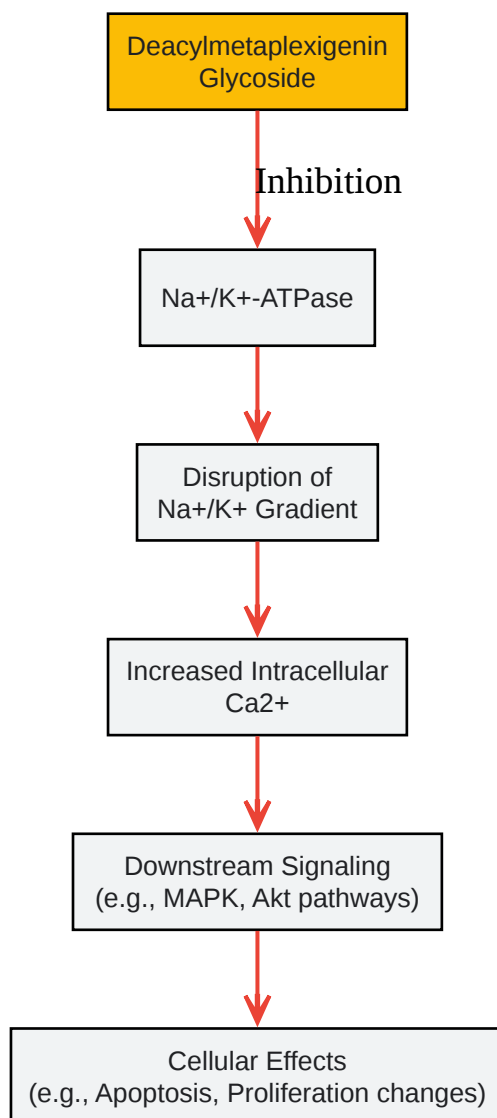 Deacylmetaplexigenin
Glycoside
Inhibition
Na+/K+-ATPase
Disruption of
Na+/K+ Gradient
Increased Intracellular
Ca2+
Downstream Signaling
(e.g., MAPK, Akt pathways)
Cellular Effects
(e.g., Apoptosis, Proliferation changes)